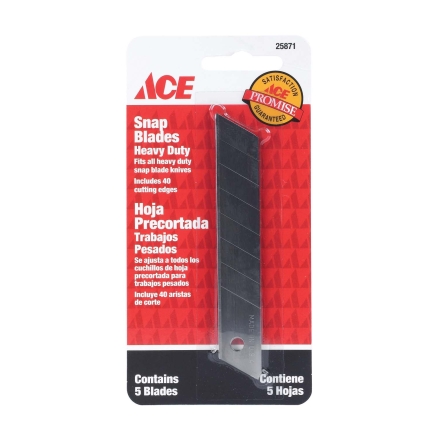 25871
ACE
SATISFACTION
ACE
PROMISE
GUARANTEED
Snap
Blades
Heavy Duty
Fits all heavy duty
snap blade knives
Includes 40
cutting edges
Hoja
Precortada
Trabajos
Pesados
Se ajusta a todos los
cuchillos de hoja
precortada para
trabajos pesados
Incluye 40 aristas
de corte
Contains
5 Blades
Contiene
5 Hojas